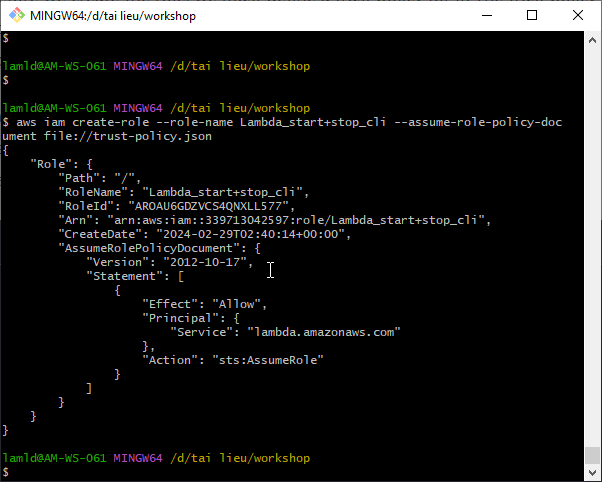 MINGW64:/d/tai lieu/workshop
$
lamld@AM-WS-061 MINGW64 /d/tai lieu/workshop
$
lamld@AM-WS-061 MINGW64 /d/tai lieu/workshop
$ aws iam create-role --role-name Lambda_start+stop_cli --assume-role-policy-doc
ument file://trust-policy.json
{
    "Role": {
        "Path": "/",
        "RoleName": "Lambda_start+stop_cli",
        "RoleId": "AROAU6GDZVCS4QNXLL577",
        "Arn": "arn:aws:iam::339713042597:role/Lambda_start+stop_cli",
        "CreateDate": "2024-02-29T02:40:14+00:00",
        "AssumeRolePolicyDocument": {
            "Version": "2012-10-17",
            "Statement": [
                {
                    "Effect": "Allow",
                    "Principal": {
                        "Service": "lambda.amazonaws.com"
                    },
                    "Action": "sts:AssumeRole"
                }
            ]
        }
    }
}
lamld@AM-WS-061 MINGW64 /d/tai lieu/workshop
$